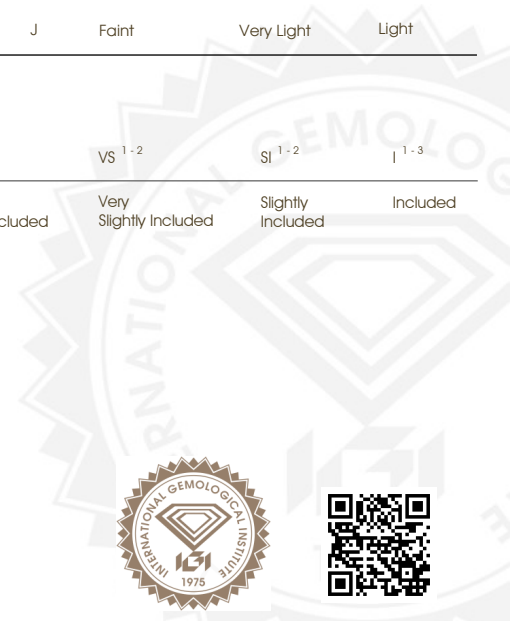 J Faint Very Light Light
VS 1 - 2 SI 1 - 2 I 1 - 3
Very Slightly Included
cluded Slightly Included Included
INTERNATIONAL GEMOLOGICAL INSTITUTE
IGI
1975